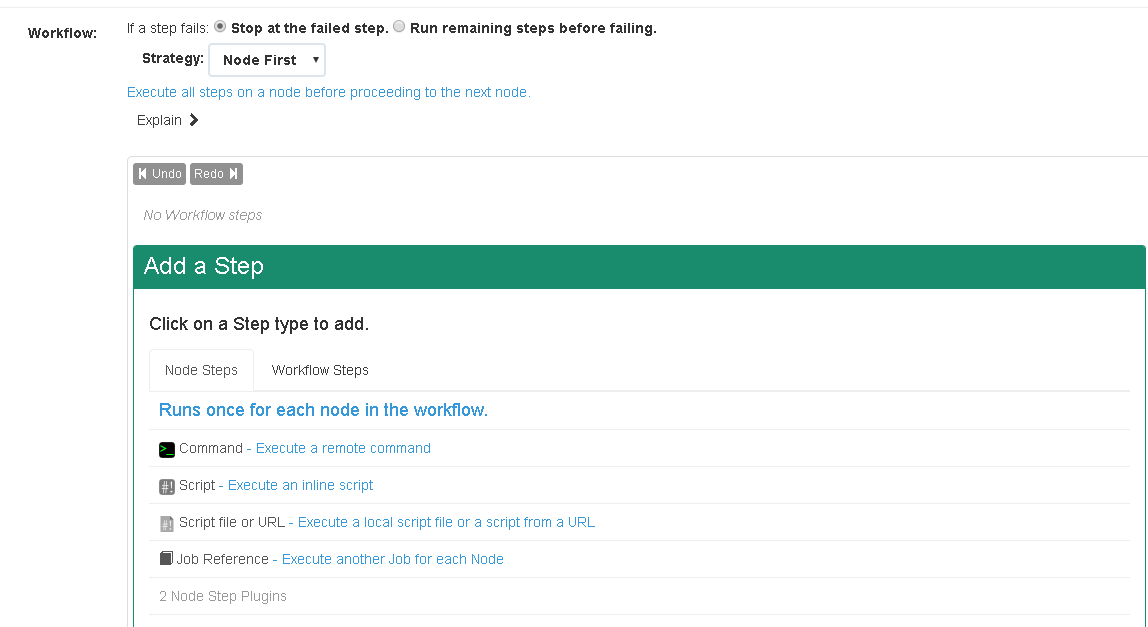 Workflow: If a step fails: Stop at the failed step. Run remaining steps before failing.
Strategy: Node First
Execute all steps on a node before proceeding to the next node.
Explain
Undo Redo
No Workflow steps
Add a Step
Click on a Step type to add.
Node Steps Workflow Steps
Runs once for each node in the workflow.
>_ Command - Execute a remote command
#! Script - Execute an inline script
#! Script file or URL - Execute a local script file or a script from a URL
Job Reference - Execute another Job for each Node
2 Node Step Plugins